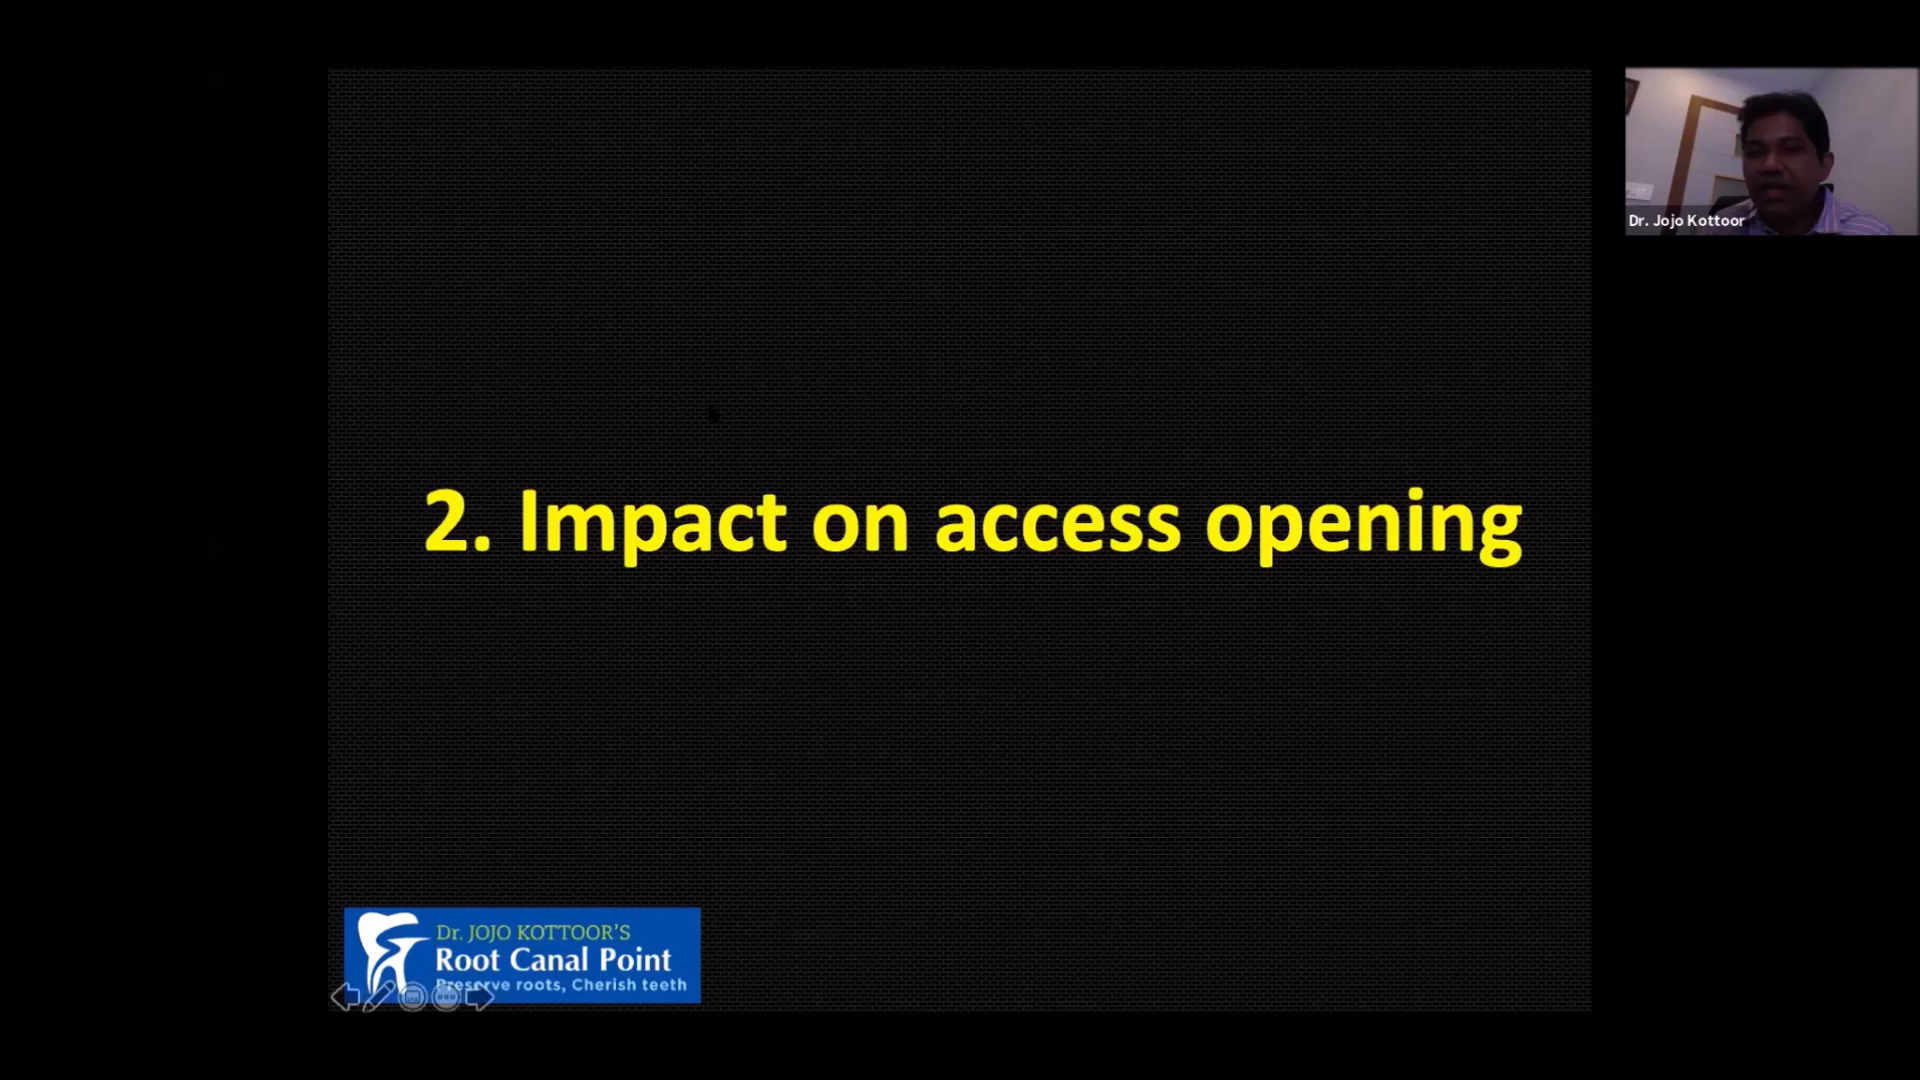 Dr. Jojo Kottoor
2. Impact on access opening
Dr. JOJO KOTTOOR'S
Root Canal Point
Preserve roots, Cherish teeth